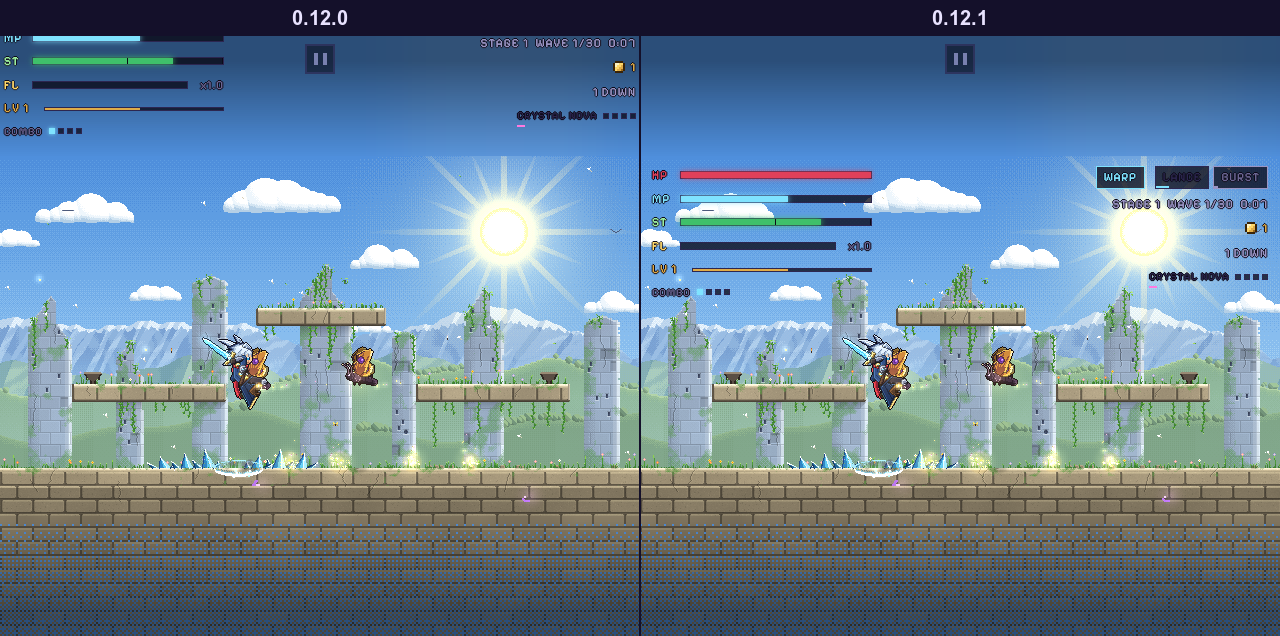 0.12.0
MP
ST
FL x1.0
LV 1
COMBO
STAGE 1 WAVE 1/30 0:07
1
1 DOWN
CRYSTAL NOVA
0.12.1
HP
MP
ST
FL x1.0
LV 1
COMBO
WARP LANCE BURST
STAGE 1 WAVE 1/30 0:07
1
1 DOWN
CRYSTAL NOVA